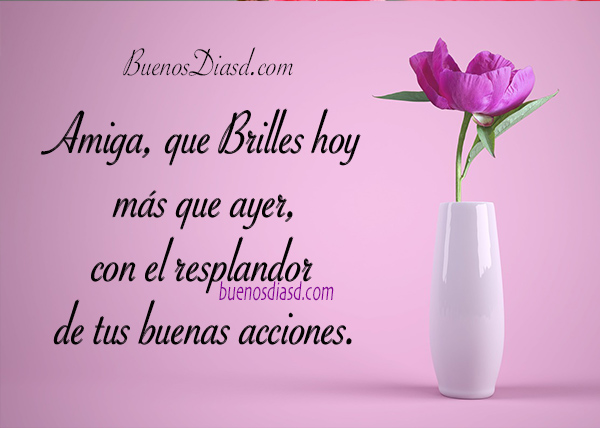 BuenosDiasd.com
Amiga, que Brilles hoy
más que ayer,
con el resplandor
buenosdiasd.com
de tus buenas acciones.